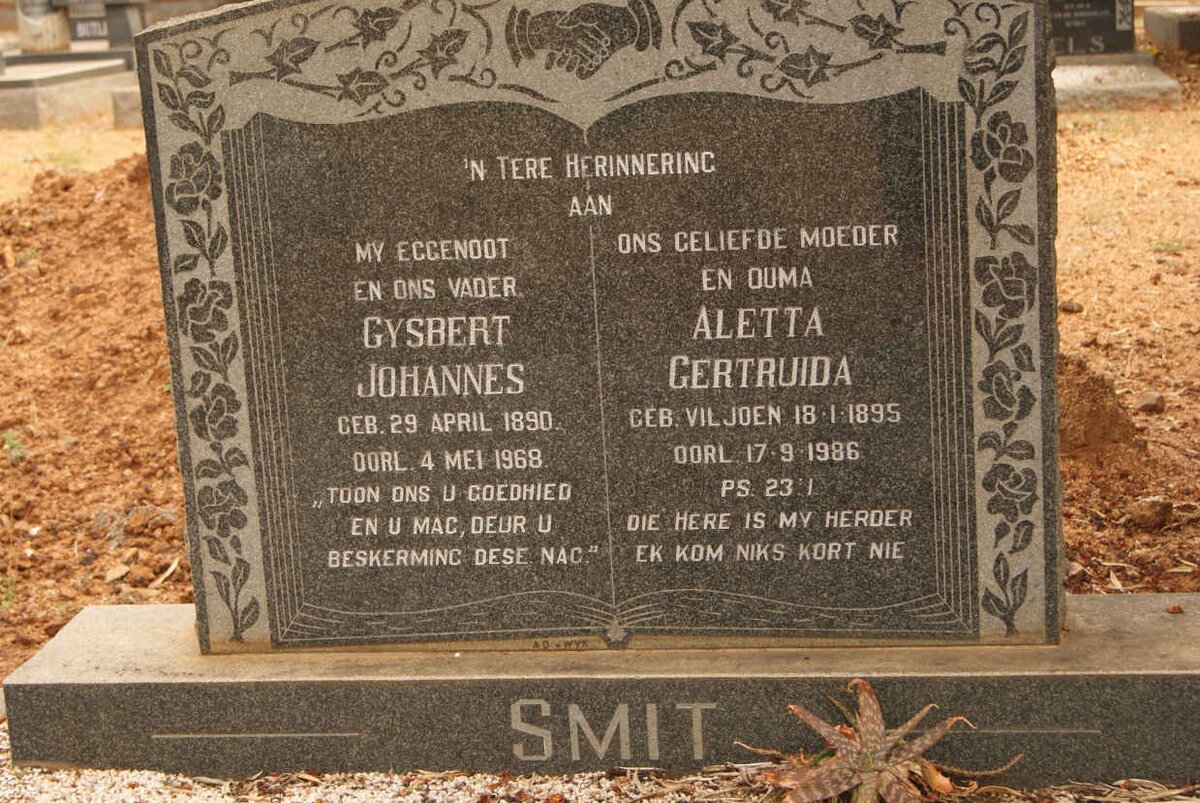 'N TERE HERINNERING
AAN
MY EGGENOOT
EN ONS VADER
GYSBERT
JOHANNES
GEB. 29 APRIL 1890.
OORL. 4 MEI 1968.
„TOON ONS U GOEDHIED
EN U MAG, DEUR U
BESKERMING DESE NAG."
ONS GELIEFDE MOEDER
EN OUMA
ALETTA
GERTRUIDA
GEB. VILJOEN 18·1·1895
OORL. 17·9·1986
PS. 23:1
DIE HERE IS MY HERDER
EK KOM NIKS KORT NIE
A.D. v WYK
SMIT